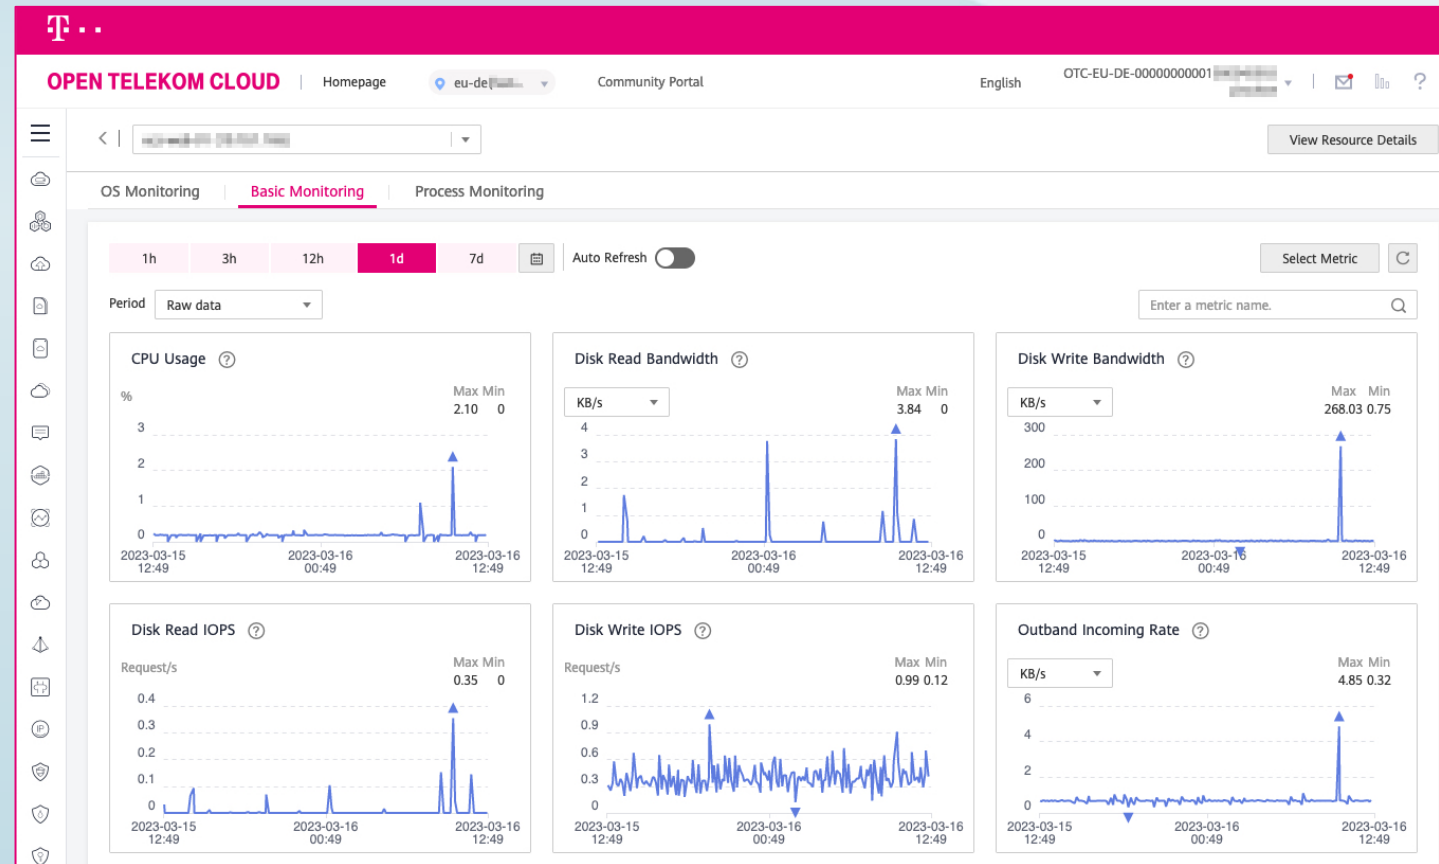 T
OPEN TELEKOM CLOUD Homepage eu-de Community Portal English OTC-EU-DE-00000000001
View Resource Details
OS Monitoring Basic Monitoring Process Monitoring
1h 3h 12h 1d 7d Auto Refresh Select Metric
Period Raw data Enter a metric name.
CPU Usage
%
Max Min
2.10 0
3
2
1
0
2023-03-15 2023-03-16 2023-03-16
12:49 00:49 12:49
Disk Read Bandwidth
KB/s
Max Min
3.84 0
4
3
2
1
0
2023-03-15 2023-03-16 2023-03-16
12:49 00:49 12:49
Disk Write Bandwidth
KB/s
Max Min
268.03 0.75
300
200
100
0
2023-03-15 2023-03-16 2023-03-16
12:49 00:49 12:49
Disk Read IOPS
Request/s
Max Min
0.35 0
0.4
0.3
0.2
0.1
0
2023-03-15 2023-03-16 2023-03-16
12:49 00:49 12:49
Disk Write IOPS
Request/s
Max Min
0.99 0.12
1.2
0.9
0.6
0.3
0
2023-03-15 2023-03-16 2023-03-16
12:49 00:49 12:49
Outband Incoming Rate
KB/s
Max Min
4.85 0.32
6
4
2
0
2023-03-15 2023-03-16 2023-03-16
12:49 00:49 12:49
IP